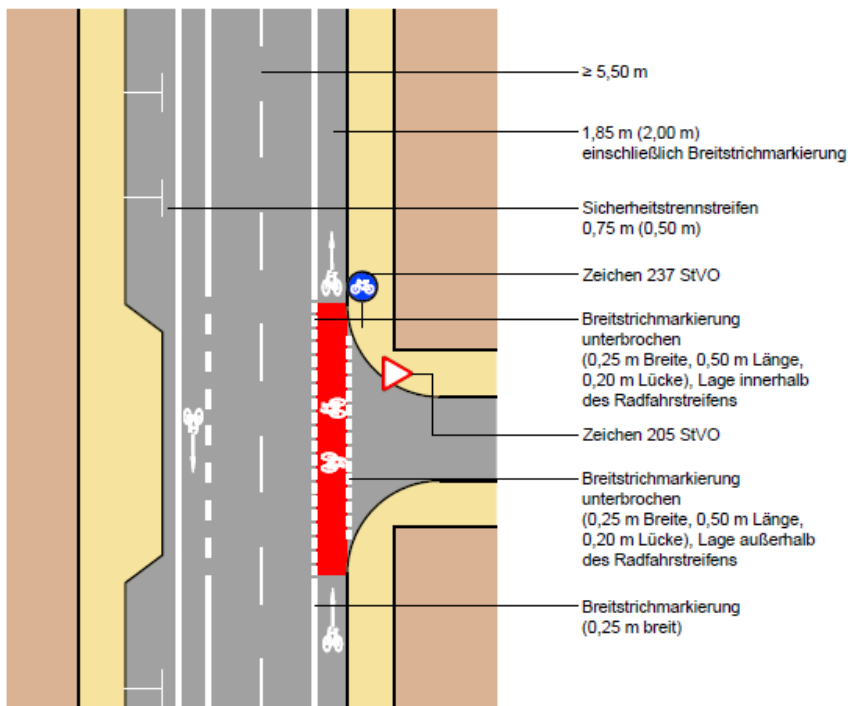 ≥ 5,50 m
1,85 m (2,00 m)
einschließlich Breitstrichmarkierung
Sicherheitstrennstreifen
0,75 m (0,50 m)
Zeichen 237 StVO
Breitstrichmarkierung
unterbrochen
(0,25 m Breite, 0,50 m Länge,
0,20 m Lücke), Lage innerhalb
des Radfahrstreifens
Zeichen 205 StVO
Breitstrichmarkierung
unterbrochen
(0,25 m Breite, 0,50 m Länge,
0,20 m Lücke), Lage außerhalb
des Radfahrstreifens
Breitstrichmarkierung
(0,25 m breit)